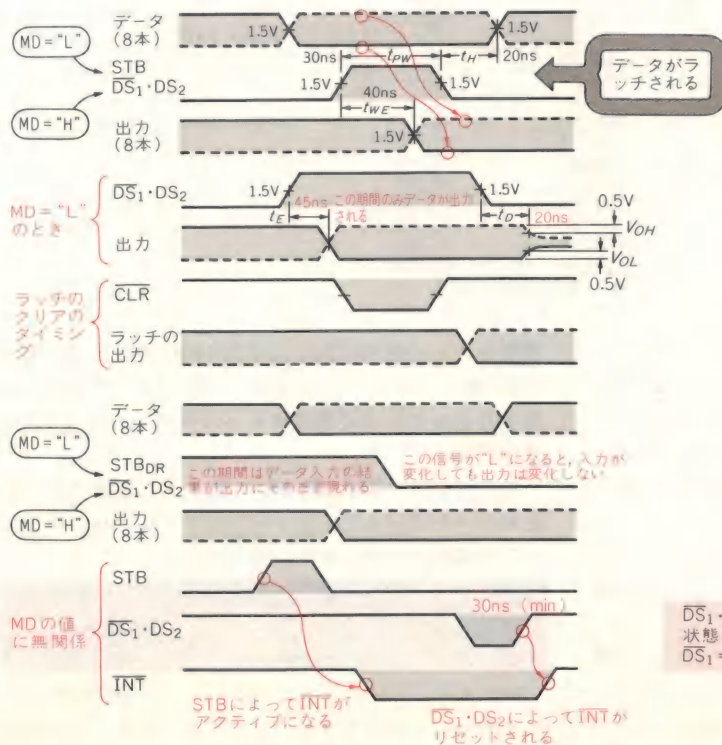 データ
(8本)
1.5V
1.5V
MD="L"
30ns
tPW
tH
20ns
STB
DS1・DS2
1.5V
1.5V
データがラ
ッチされる
40ns
tWE
MD="H"
出力
(8本)
1.5V
MD="L"
のとき
DS1・DS2
1.5V
45ns
この期間のみデータが出力
される
1.5V
tE
tD
20ns
0.5V
VOH
出力
VOL
0.5V
ラッチの
クリアの
タイミン
グ
CLR
ラッチの
出力
データ
(8本)
MD="L"
STBDR
DS1・DS2
この期間はデータ入力の結
果が出力にそのまま現れる
この信号が"L"になると,入力が
変化しても出力は変化しない
MD="H"
出力
(8本)
STB
MDの値
に無関係
DS1・DS2
30ns (min)
INT
STBによってINTが
アクティブになる
DS1・DS2によってINTが
リセットされる
DS1・
状態
DS1=